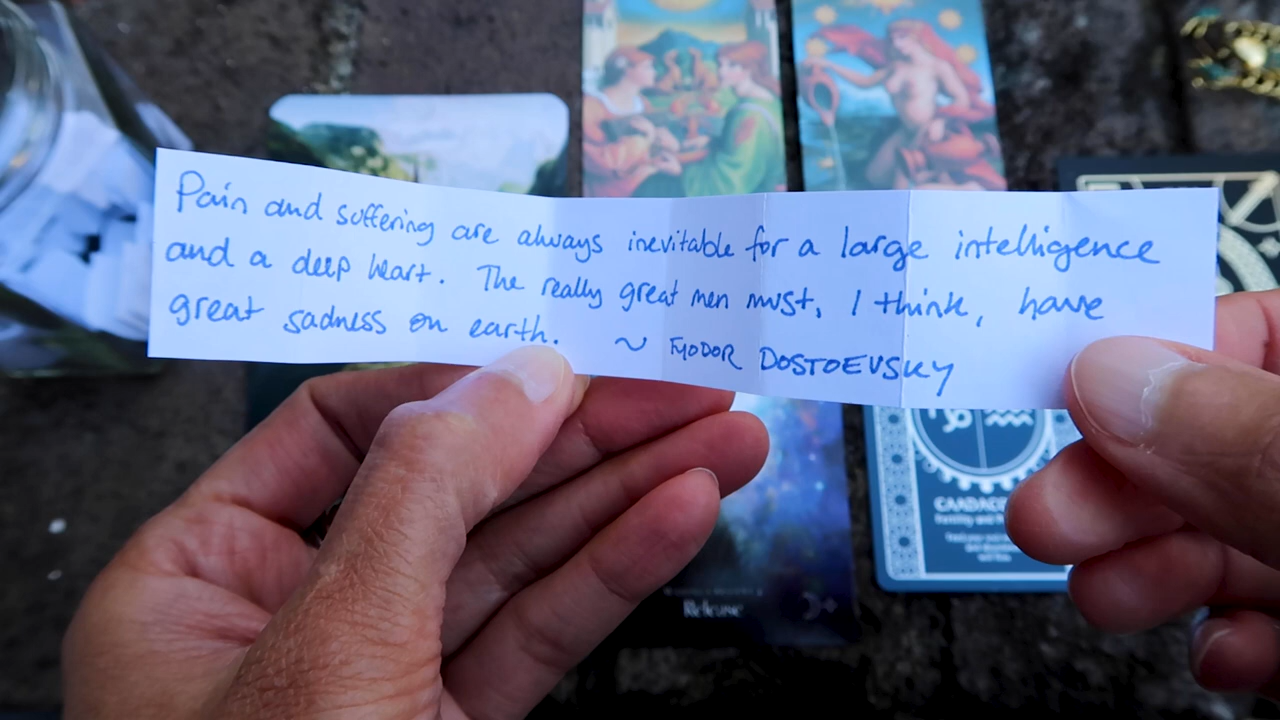 Pain and suffering are always inevitable for a large intelligence
and a deep heart. The really great men must, I think, have
great sadness on earth. ~ FYODOR DOSTOEVSKY
Release